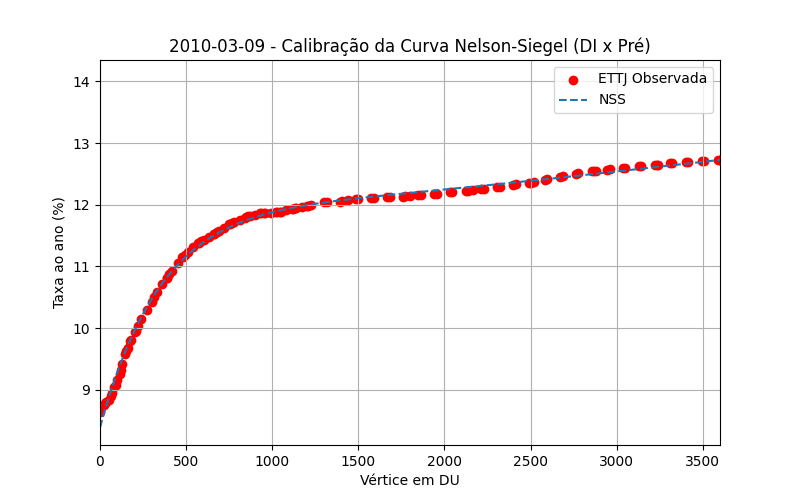 2010-03-09 - Calibração da Curva Nelson-Siegel (DI x Pré)
ETTJ Observada
NSS
14
13
12
11
10
9
Taxa ao ano (%)
0 500 1000 1500 2000 2500 3000 3500
Vértice em DU